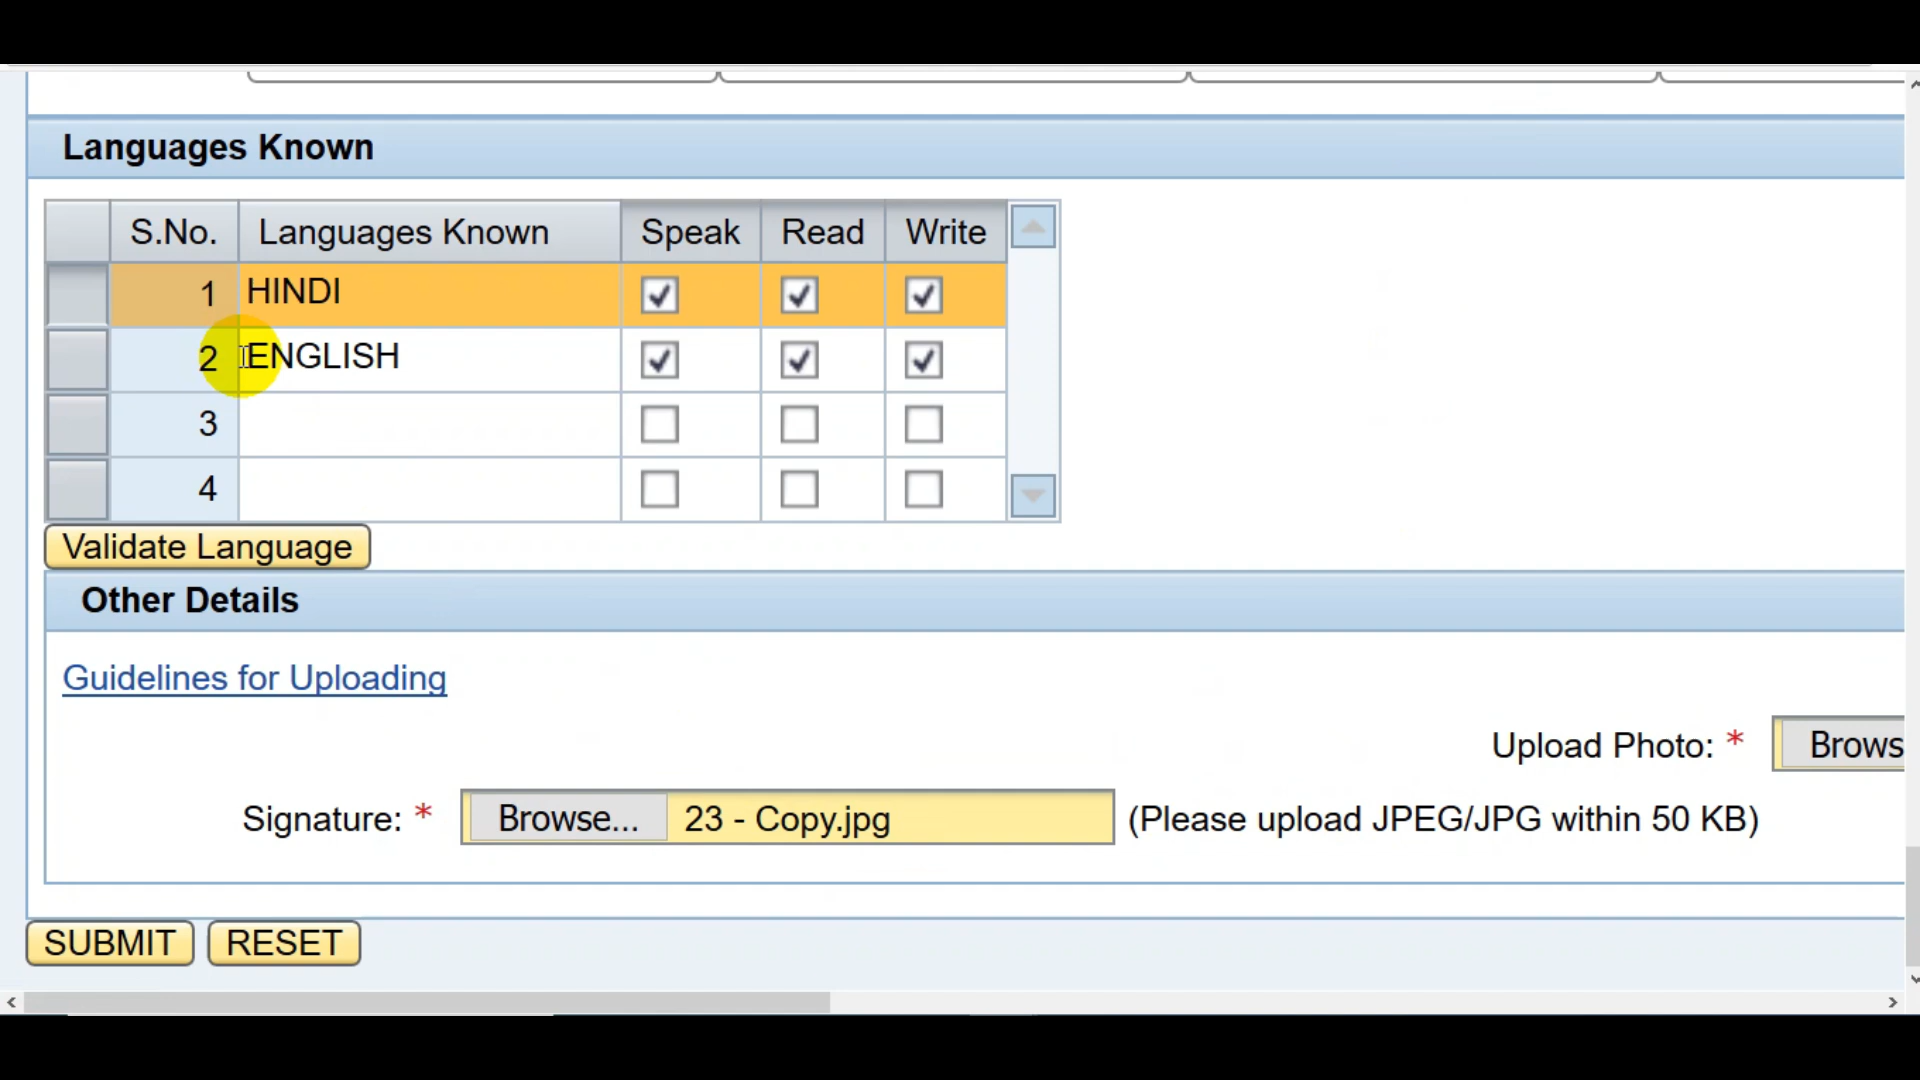 Languages Known
S.No. Languages Known Speak Read Write
1 HINDI
2 ENGLISH
3
4
Validate Language
Other Details
Guidelines for Uploading
Upload Photo: * Brows
Signature: * Browse... 23 - Copy.jpg (Please upload JPEG/JPG within 50 KB)
SUBMIT RESET